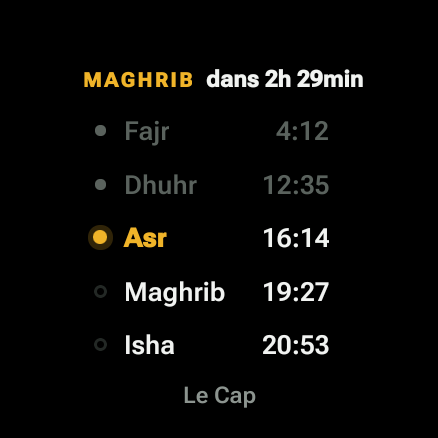 MAGHRIB dans 2h 29min
Fajr 4:12
Dhuhr 12:35
Asr 16:14
Maghrib 19:27
Isha 20:53
Le Cap